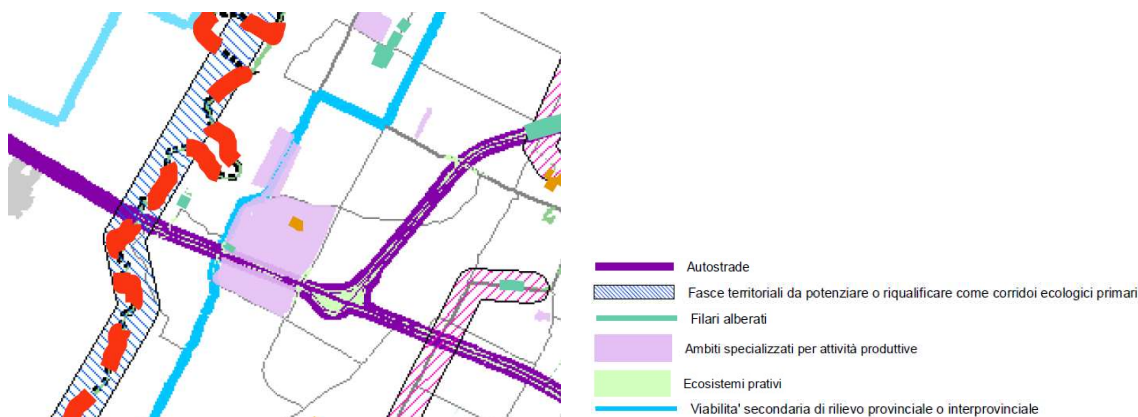 Autostrade
Fasce territoriali da potenziare o riqualificare come corridoi ecologici primari
Filari alberati
Ambiti specializzati per attività produttive
Ecosistemi prativi
Viabilita' secondaria di rilievo provinciale o interprovinciale